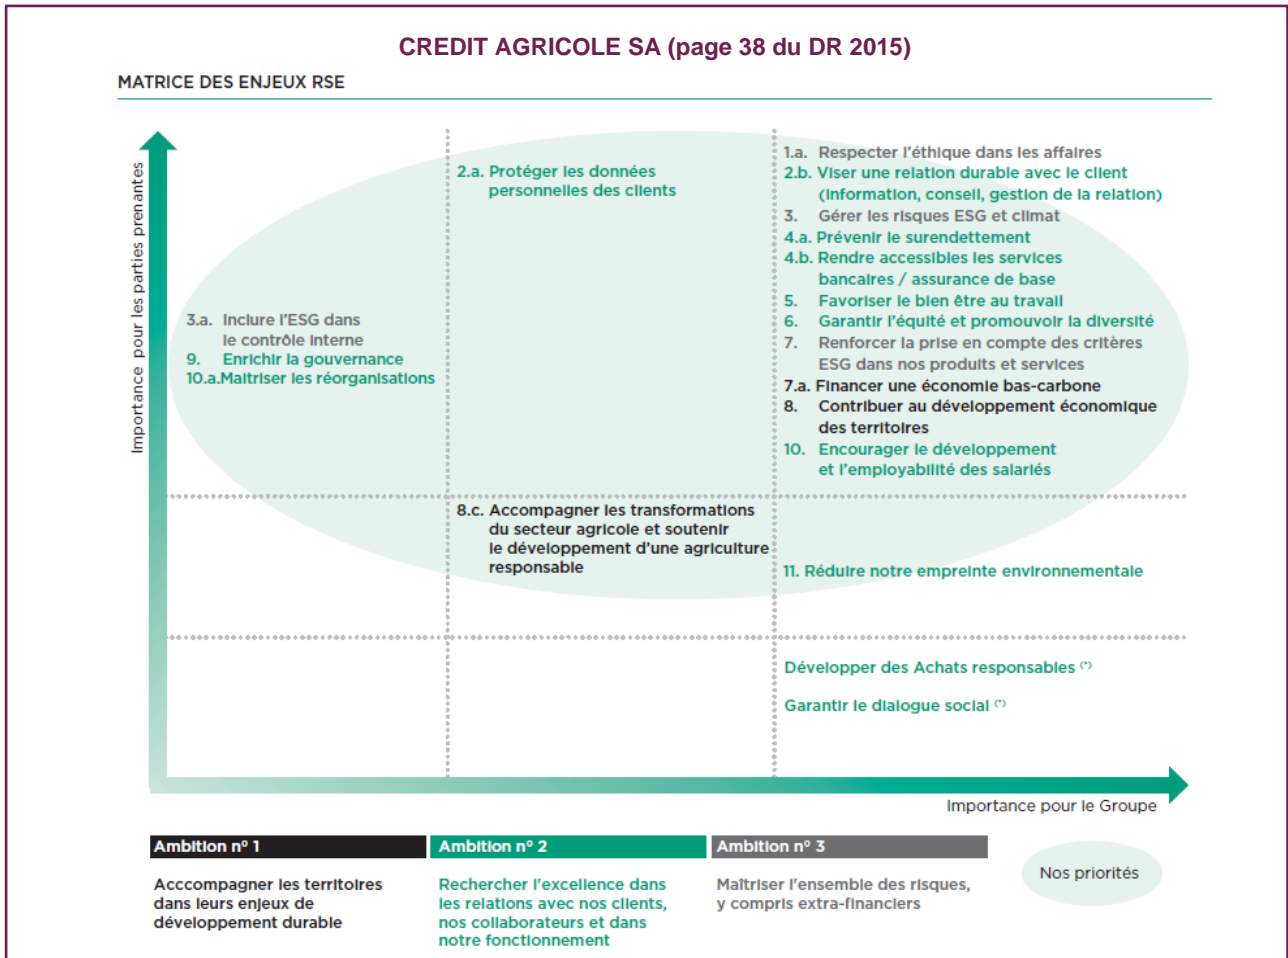 CREDIT AGRICOLE SA (page 38 du DR 2015)
MATRICE DES ENJEUX RSE
Importance pour les parties prenantes
2.a. Protéger les données
personnelles des clients
1.a. Respecter l'éthique dans les affaires
2.b. Viser une relation durable avec le client
(information, conseil, gestion de la relation)
3. Gérer les risques ESG et climat
4.a. Prévenir le surendettement
4.b. Rendre accessibles les services
bancaires / assurance de base
5. Favoriser le bien être au travail
6. Garantir l'équité et promouvoir la diversité
7. Renforcer la prise en compte des critères
ESG dans nos produits et services
7.a. Financer une économie bas-carbone
8. Contribuer au développement économique
des territoires
10. Encourager le développement
et l'employabilité des salariés
3.a. Inclure l'ESG dans
le contrôle interne
9. Enrichir la gouvernance
10.a.Maîtriser les réorganisations
8.c. Accompagner les transformations
du secteur agricole et soutenir
le développement d'une agriculture
responsable
11. Réduire notre empreinte environnementale
Développer des Achats responsables (*)
Garantir le dialogue social (*)
Importance pour le Groupe
Ambition n° 1
Acccompagner les territoires
dans leurs enjeux de
développement durable
Ambition n° 2
Rechercher l'excellence dans
les relations avec nos clients,
nos collaborateurs et dans
notre fonctionnement
Ambition n° 3
Maîtriser l'ensemble des risques,
y compris extra-financiers
Nos priorités